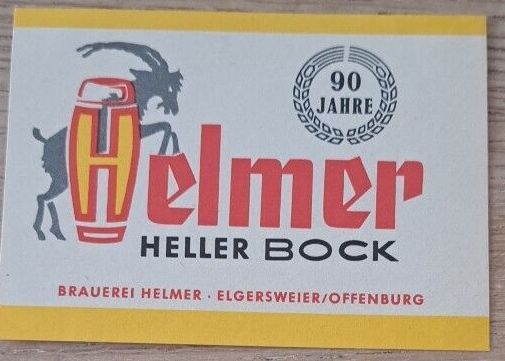 90
JAHRE
Helmer
HELLER BOCK
BRAUEREI HELMER · ELGERSWEIER/OFFENBURG